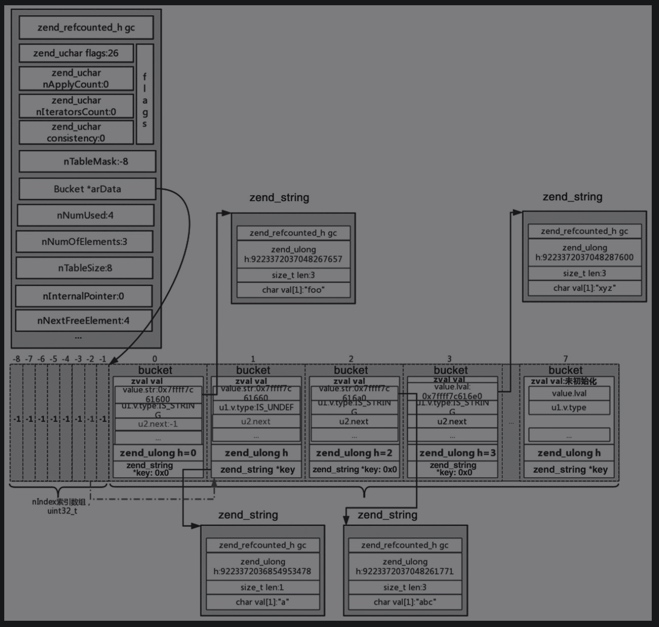 zend_refcounted_h gc
zend_uchar flags:26
zend_uchar
nApplyCount:0
zend_uchar
nIteratorsCount:0
zend_uchar
consistency:0
flags
nTableMask:-8
Bucket *arData
nNumUsed:4
nNumOfElements:3
nTableSize:8
nInternalPointer:0
nNextFreeElement:4
...
zend_string
zend_refcounted_h gc
zend_ulong
h:9223372037048267657
size_t len:3
char val[1]:"foo"
zend_string
zend_refcounted_h gc
zend_ulong
h:9223372037048287600
size_t len:3
char val[1]:"xyz"
-8 -7 -6 -5 -4 -3 -2 -1 0 1 2 3 7
-1 -1 -1 -1 -1 -1 -1 -1
bucket
zval val
value.str:0x7ffff7c
61600
u1.v.type:IS_STRIN
G
u2.next:-1
...
zend_ulong h=0
zend_string
*key: 0x0
bucket
zval val
value.str:0x7ffff7c
61660
u1.v.type:IS_UNDEF
u2.next
...
zend_ulong h
zend_string *key
bucket
zval val
value.str:0x7ffff7c
616a0
u1.v.type:IS_STRIN
G
u2.next
...
zend_ulong h=2
zend_string
*key: 0x0
bucket
zval val
value.lval:
0x7ffff7c616e0
u1.v.type:IS_STRIN
G
u2.next
...
zend_ulong h=3
zend_string
*key: 0x0
...
bucket
zval val:未初始化
value.lval
u1.v.type
...
zend_ulong h
zend_string *key
nIndex索引数组，
uint32_t
zend_string
zend_refcounted_h gc
zend_ulong
h:9223372036854953478
size_t len:1
char val[1]:"a"
zend_string
zend_refcounted_h gc
zend_ulong
h:9223372037048261771
size_t len:3
char val[1]:"abc"